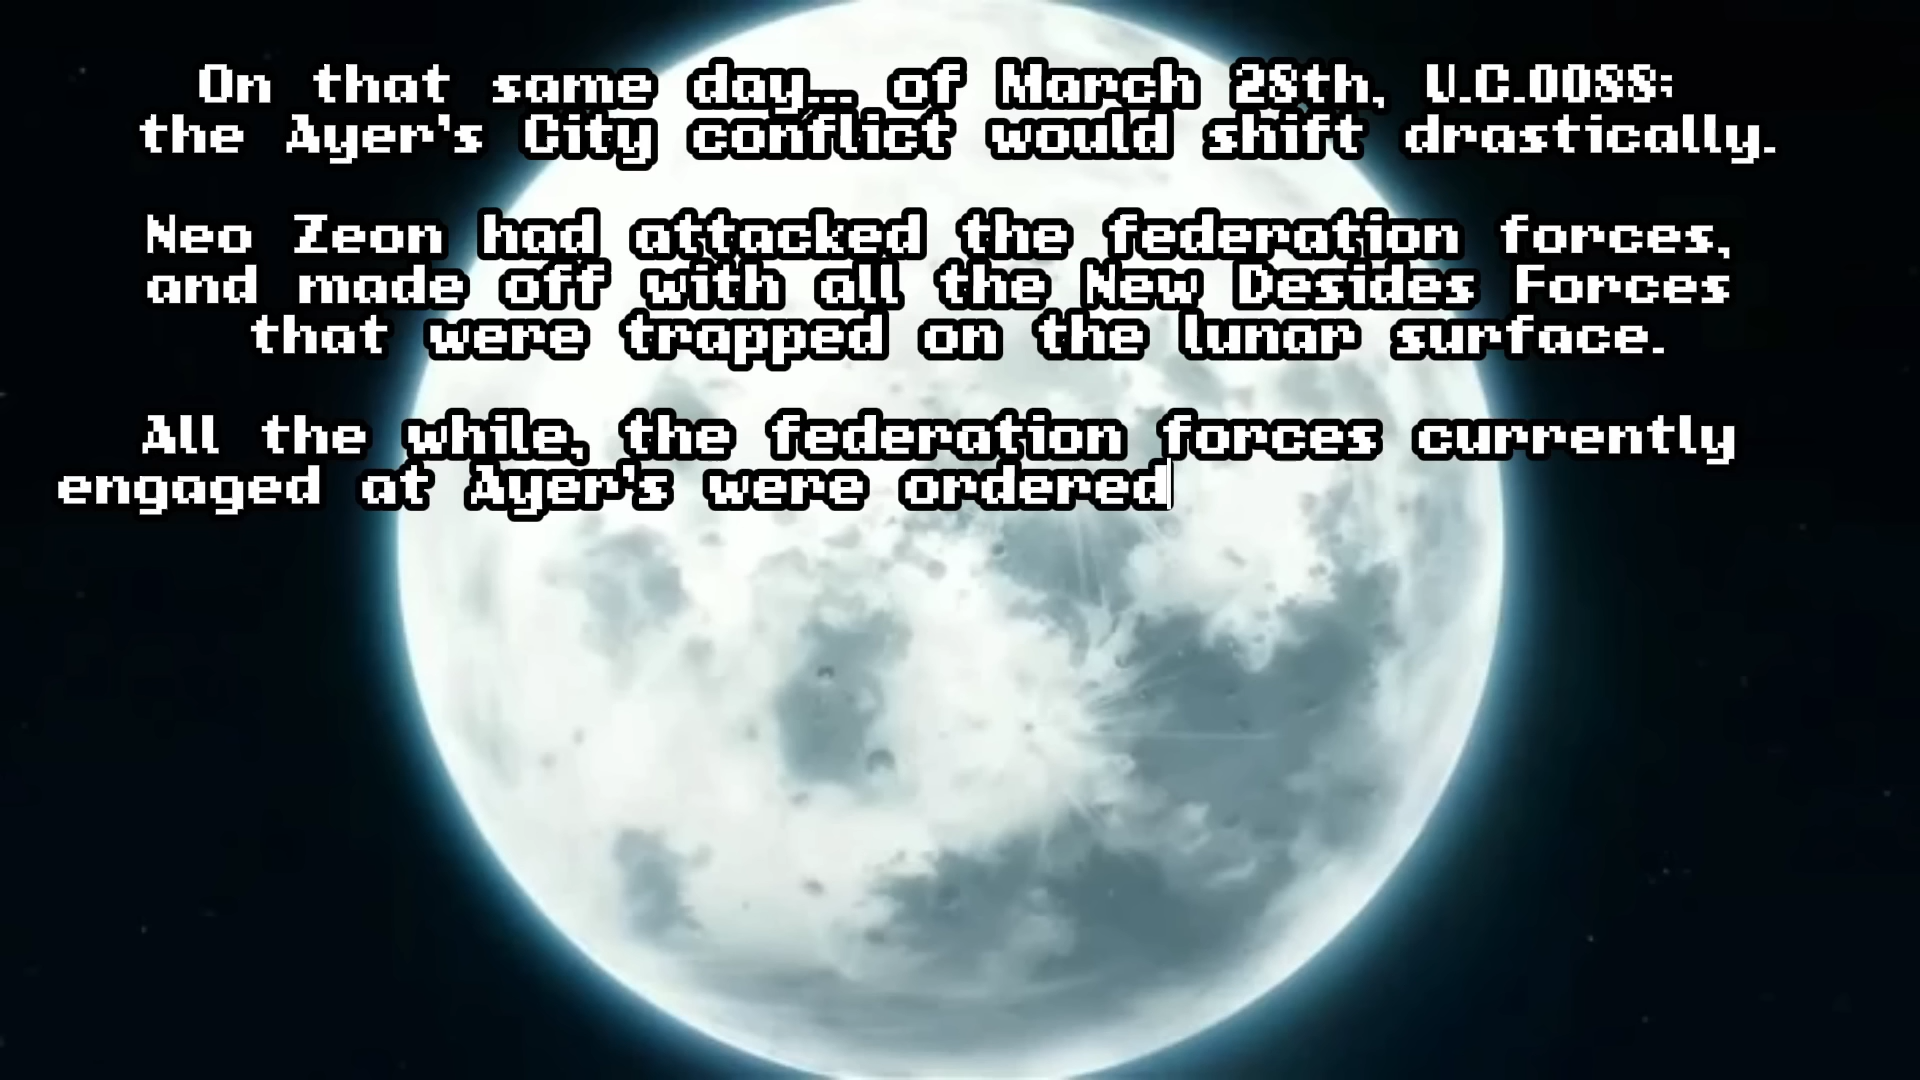 On that same day... of March 28th, U.C.0088;
the Ayer's City conflict would shift drastically.
Neo Zeon had attacked the federation forces,
and made off with all the New Desides Forces
that were trapped on the lunar surface.
All the while, the federation forces currently
engaged at Ayer's were ordered